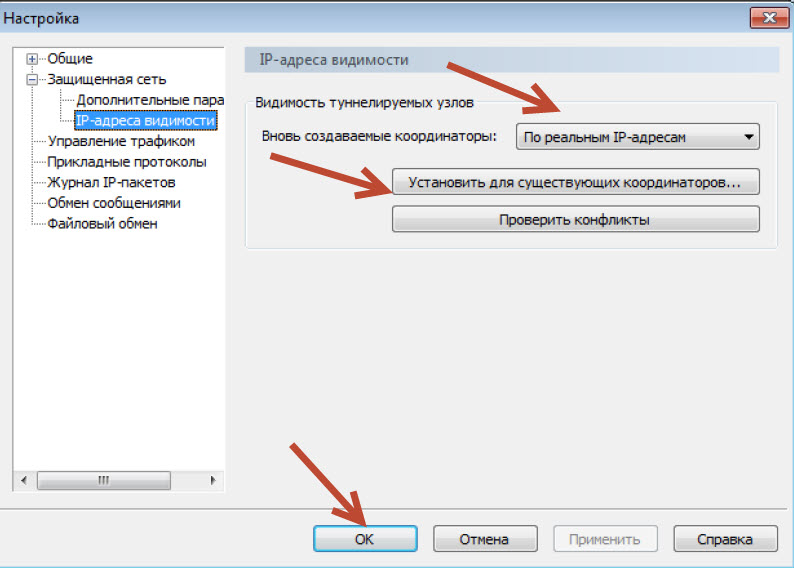 Настройка
Общие
Защищенная сеть
Дополнительные пара
IP-адреса видимости
Управление трафиком
Прикладные протоколы
Журнал IP-пакетов
Обмен сообщениями
Файловый обмен
IP-адреса видимости
Видимость туннелируемых узлов
Вновь создаваемые координаторы: По реальным IP-адресам
Установить для существующих координаторов...
Проверить конфликты
OK Отмена Применить Справка